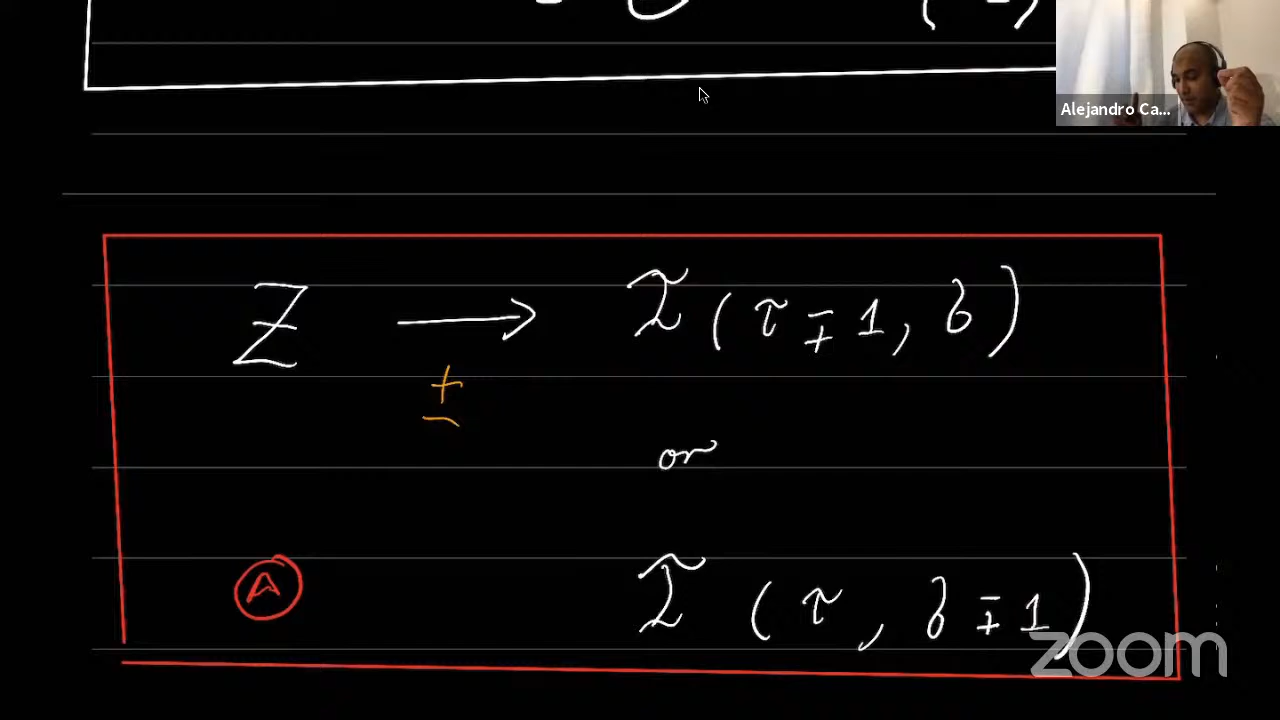 Alejandro Ca...
Z → Z̃(τ ∓ 1, δ)
±
or
A Z̃(τ, δ ∓ 1)
zoom